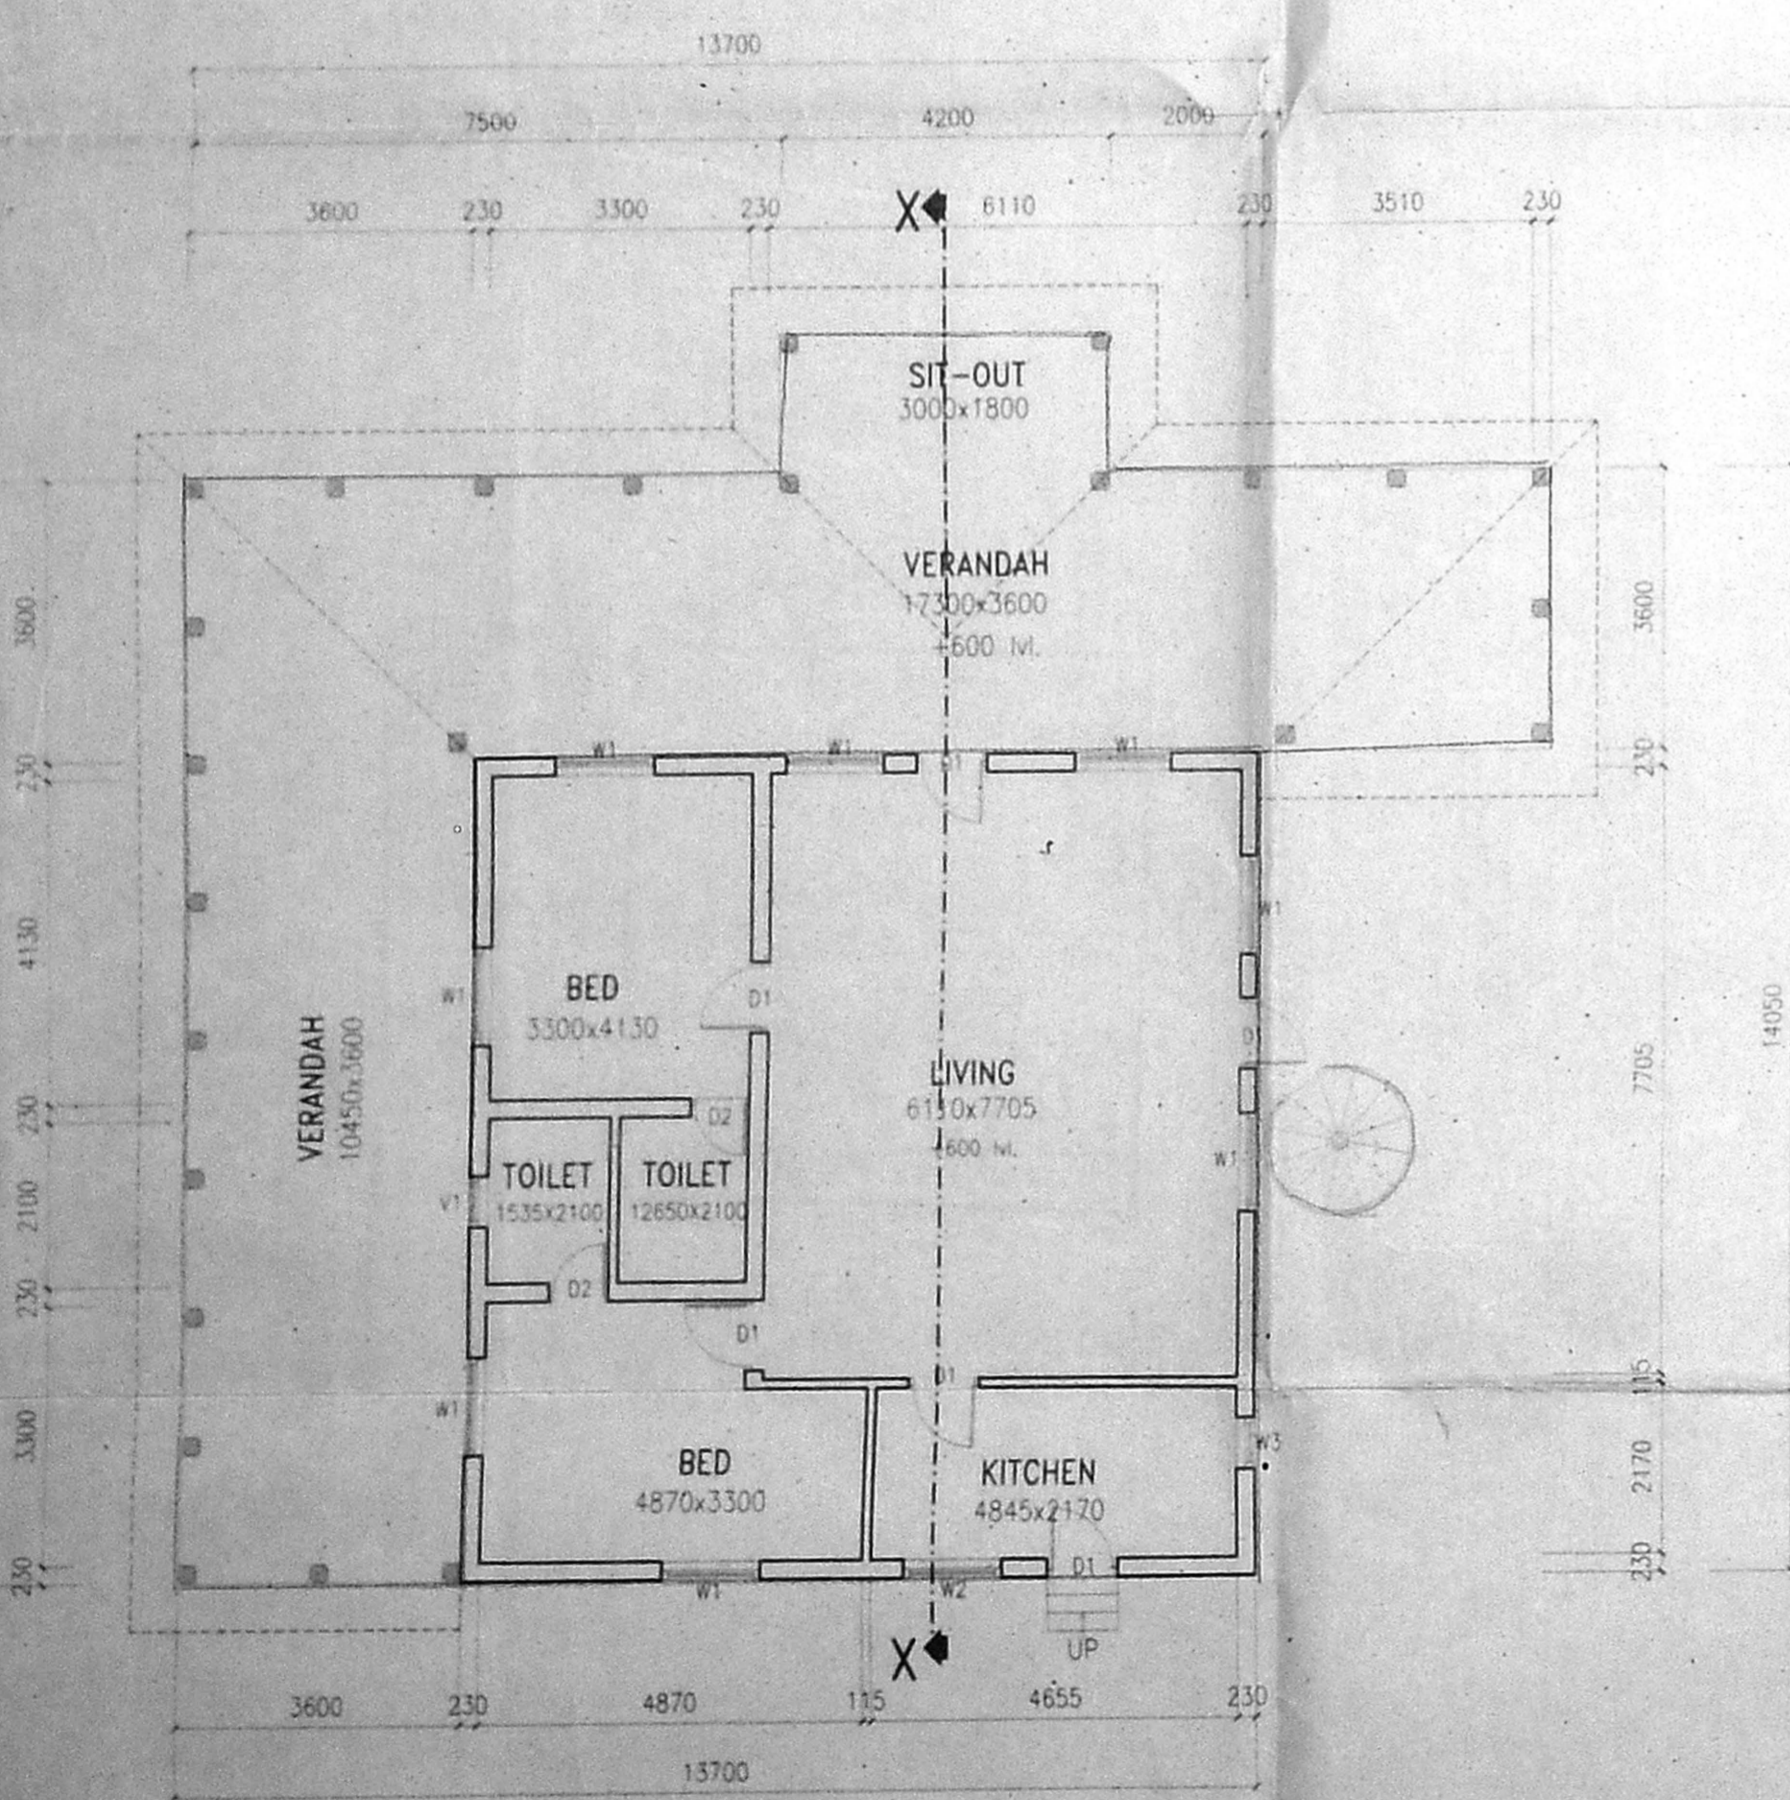 13700
7500 4200 2000
3600 230 3300 230 X 6110 230 3510 230
SIT-OUT
3000x1800
VERANDAH
17300x3600
+600 lvl.
W1 W1 D1 W1
W1
W1
BED
3300x4130
D1
D
LIVING
6110x7705
+600 lvl.
W1
D2
TOILET
1535x2100
TOILET
12650x2100
V1
D2
D1
D1
W1
BED
4870x3300
KITCHEN
4845x2170
W3
W1
W2
D1
UP
X
VERANDAH
10450x3600
3600
230
4130
230
2100
230
3300
230
3600
230
7705
115
2170
230
14050
3600 230 4870 115 4655 230
13700